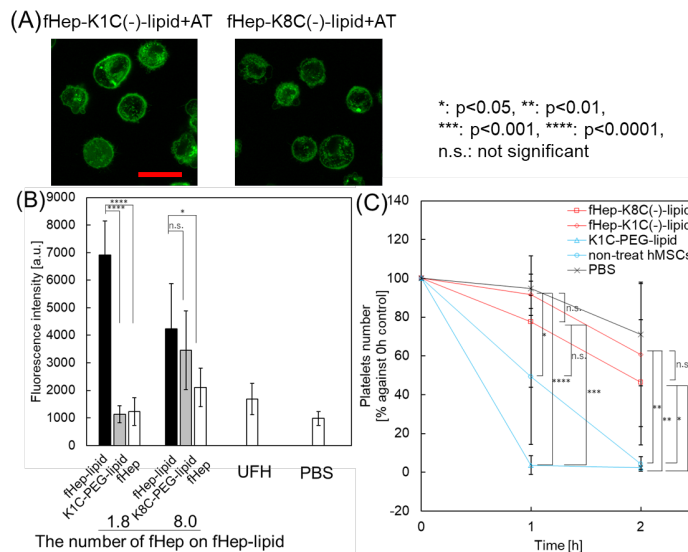 (A)
fHep-K1C(-)-lipid+AT fHep-K8C(-)-lipid+AT
*: p<0.05, **: p<0.01,
***: p<0.001, ****: p<0.0001,
n.s.: not significant
(B)
Fluorescence intensity [a.u.]
9000
8000
7000
6000
5000
4000
3000
2000
1000
0
****
****
*
n.s.
fHep-lipid
K1C-PEG-lipid
fHep
fHep-lipid
K8C-PEG-lipid
fHep
UFH
PBS
1.8 8.0
The number of fHep on fHep-lipid
(C)
Platelets number
[% against 0h control]
140
120
100
80
60
40
20
0
-20
fHep-K8C(-)-lipid
fHep-K1C(-)-lipid
K1C-PEG-lipid
non-treat hMSCs
PBS
n.s.
*
n.s.
****
***
n.s.
**
**
*
0 1 2
Time [h]